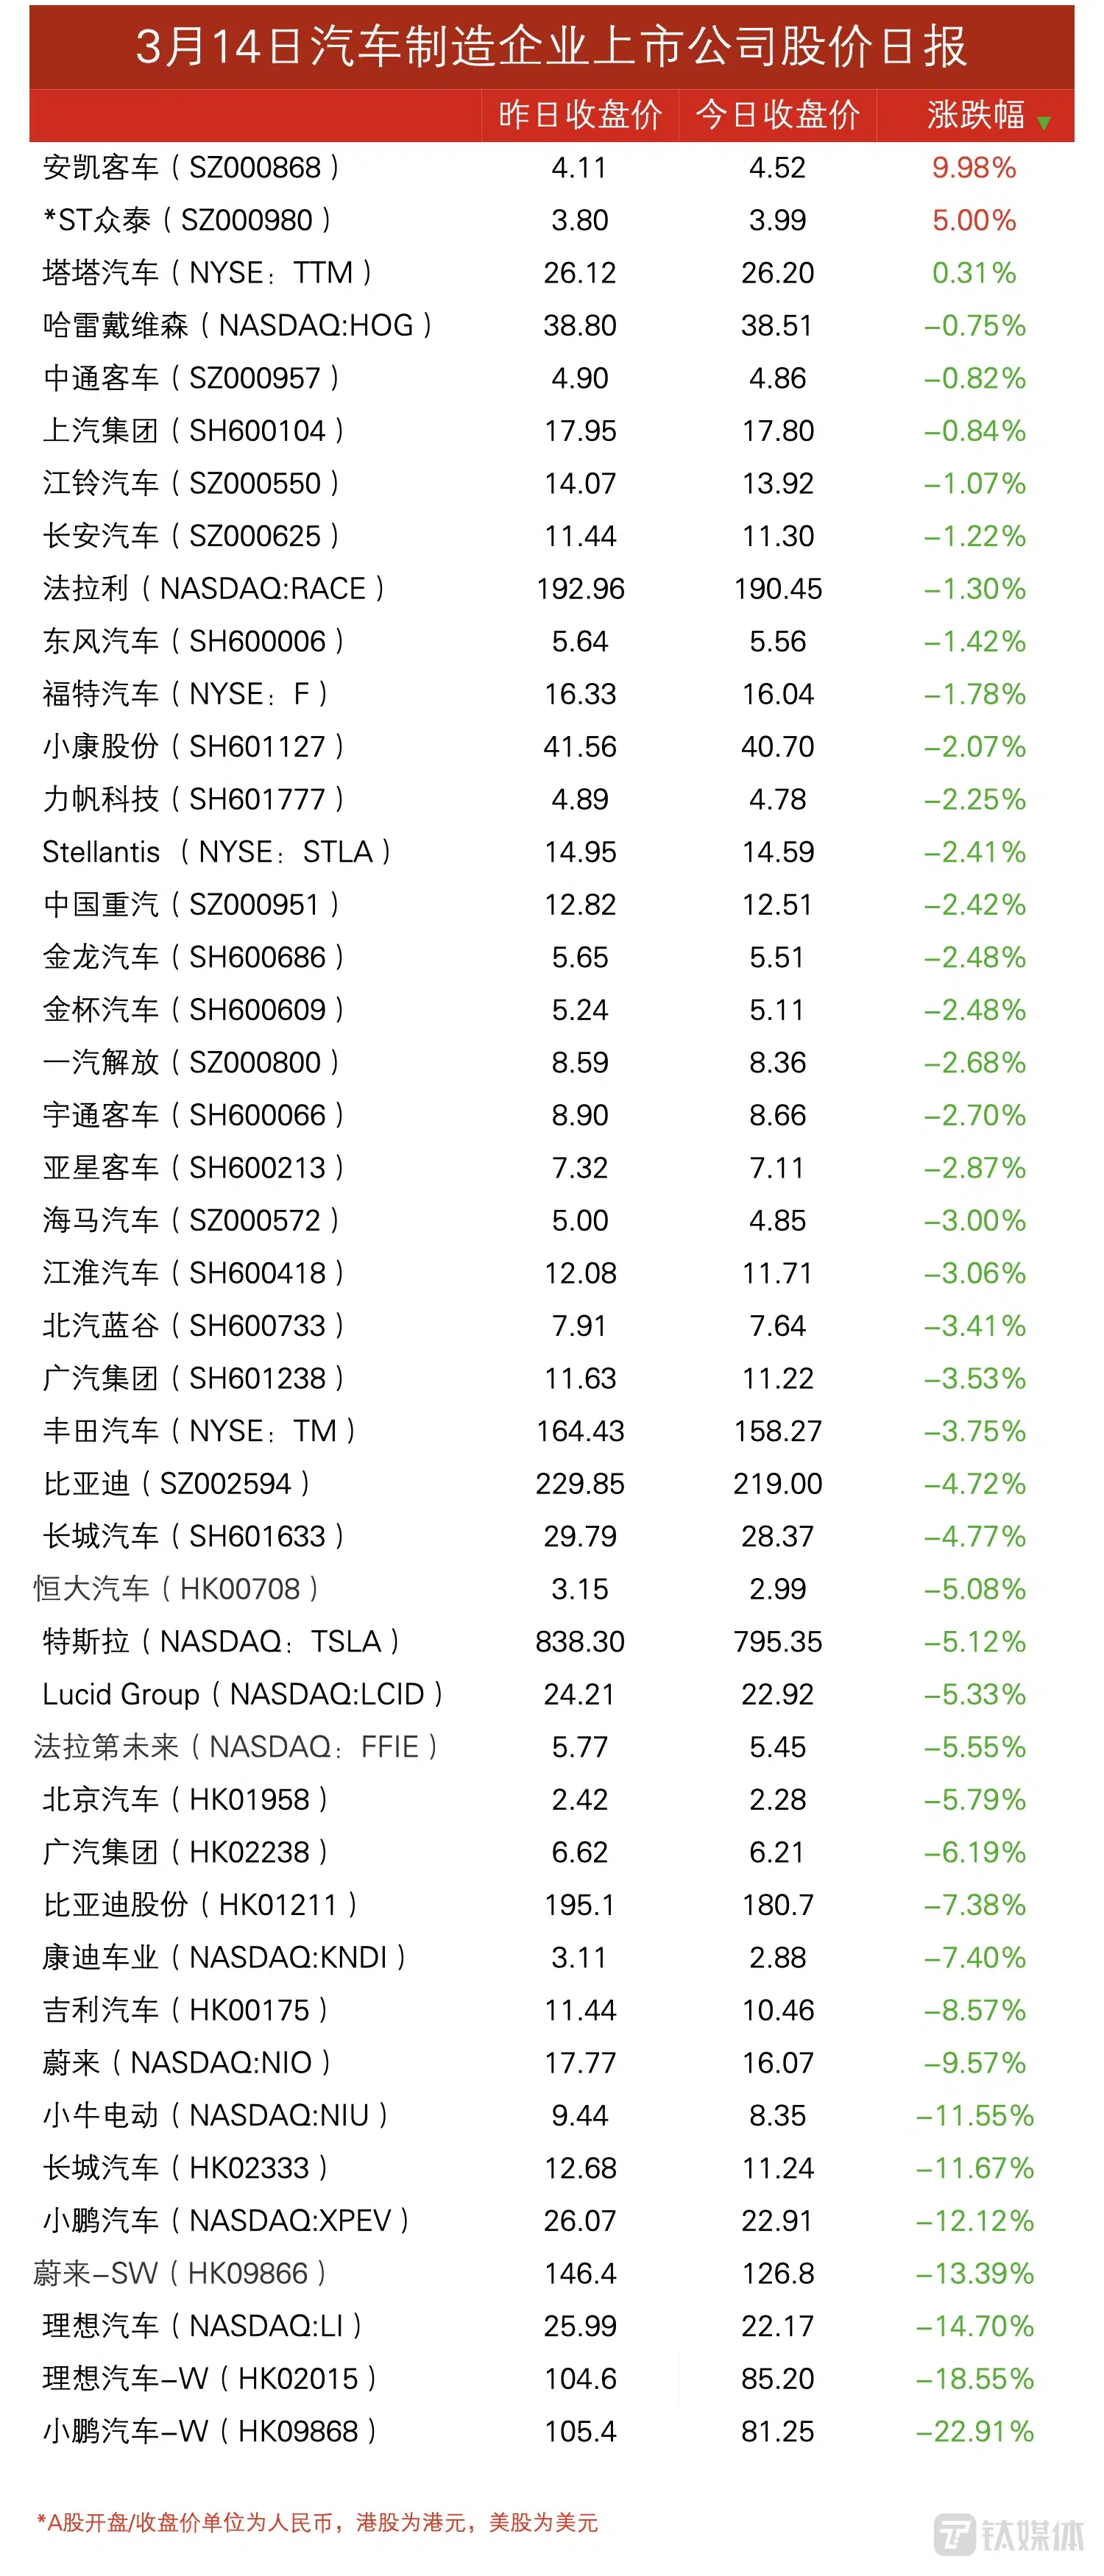 3月14日汽车制造企业上市公司股价日报
昨日收盘价 今日收盘价 涨跌幅 ▼
安凯客车（SZ000868） 4.11 4.52 9.98%
*ST众泰（SZ000980） 3.80 3.99 5.00%
塔塔汽车（NYSE：TTM） 26.12 26.20 0.31%
哈雷戴维森（NASDAQ:HOG） 38.80 38.51 -0.75%
中通客车（SZ000957） 4.90 4.86 -0.82%
上汽集团（SH600104） 17.95 17.80 -0.84%
江铃汽车（SZ000550） 14.07 13.92 -1.07%
长安汽车（SZ000625） 11.44 11.30 -1.22%
法拉利（NASDAQ:RACE） 192.96 190.45 -1.30%
东风汽车（SH600006） 5.64 5.56 -1.42%
福特汽车（NYSE：F） 16.33 16.04 -1.78%
小康股份（SH601127） 41.56 40.70 -2.07%
力帆科技（SH601777） 4.89 4.78 -2.25%
Stellantis （NYSE：STLA） 14.95 14.59 -2.41%
中国重汽（SZ000951） 12.82 12.51 -2.42%
金龙汽车（SH600686） 5.65 5.51 -2.48%
金杯汽车（SH600609） 5.24 5.11 -2.48%
一汽解放（SZ000800） 8.59 8.36 -2.68%
宇通客车（SH600066） 8.90 8.66 -2.70%
亚星客车（SH600213） 7.32 7.11 -2.87%
海马汽车（SZ000572） 5.00 4.85 -3.00%
江淮汽车（SH600418） 12.08 11.71 -3.06%
北汽蓝谷（SH600733） 7.91 7.64 -3.41%
广汽集团（SH601238） 11.63 11.22 -3.53%
丰田汽车（NYSE：TM） 164.43 158.27 -3.75%
比亚迪（SZ002594） 229.85 219.00 -4.72%
长城汽车（SH601633） 29.79 28.37 -4.77%
恒大汽车（HK00708） 3.15 2.99 -5.08%
特斯拉（NASDAQ：TSLA） 838.30 795.35 -5.12%
Lucid Group（NASDAQ:LCID） 24.21 22.92 -5.33%
法拉第未来（NASDAQ：FFIE） 5.77 5.45 -5.55%
北京汽车（HK01958） 2.42 2.28 -5.79%
广汽集团（HK02238） 6.62 6.21 -6.19%
比亚迪股份（HK01211） 195.1 180.7 -7.38%
康迪车业（NASDAQ:KNDI） 3.11 2.88 -7.40%
吉利汽车（HK00175） 11.44 10.46 -8.57%
蔚来（NASDAQ:NIO） 17.77 16.07 -9.57%
小牛电动（NASDAQ:NIU） 9.44 8.35 -11.55%
长城汽车（HK02333） 12.68 11.24 -11.67%
小鹏汽车（NASDAQ:XPEV） 26.07 22.91 -12.12%
蔚来-SW（HK09866） 146.4 126.8 -13.39%
理想汽车（NASDAQ:LI） 25.99 22.17 -14.70%
理想汽车-W（HK02015） 104.6 85.20 -18.55%
小鹏汽车-W（HK09868） 105.4 81.25 -22.91%
*A股开盘/收盘价单位为人民币，港股为港元，美股为美元
钛媒体